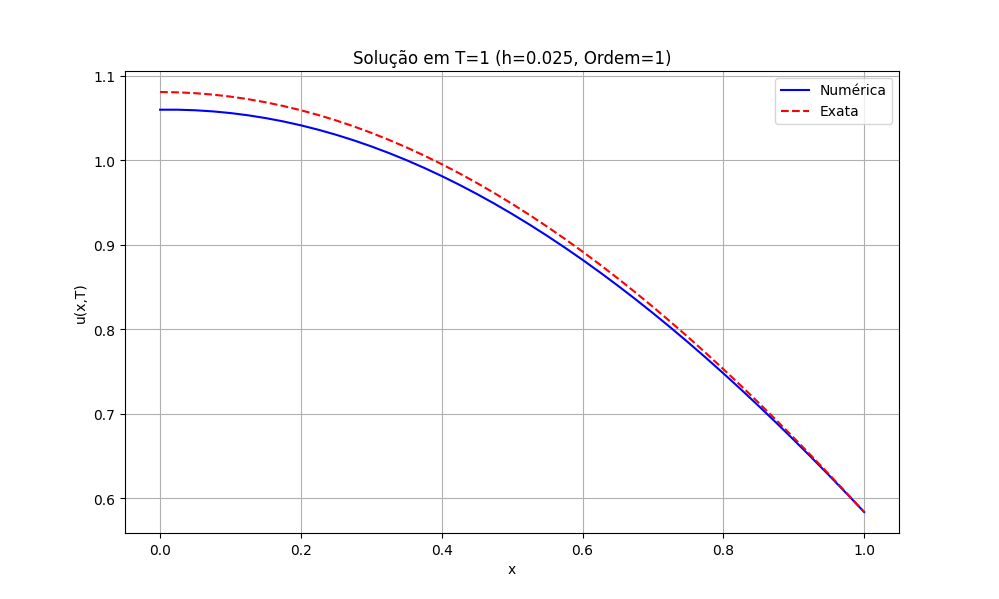 Solução em T=1 (h=0.025, Ordem=1)
Numérica
Exata
u(x,T)
1.1
1.0
0.9
0.8
0.7
0.6
0.0 0.2 0.4 0.6 0.8 1.0
x